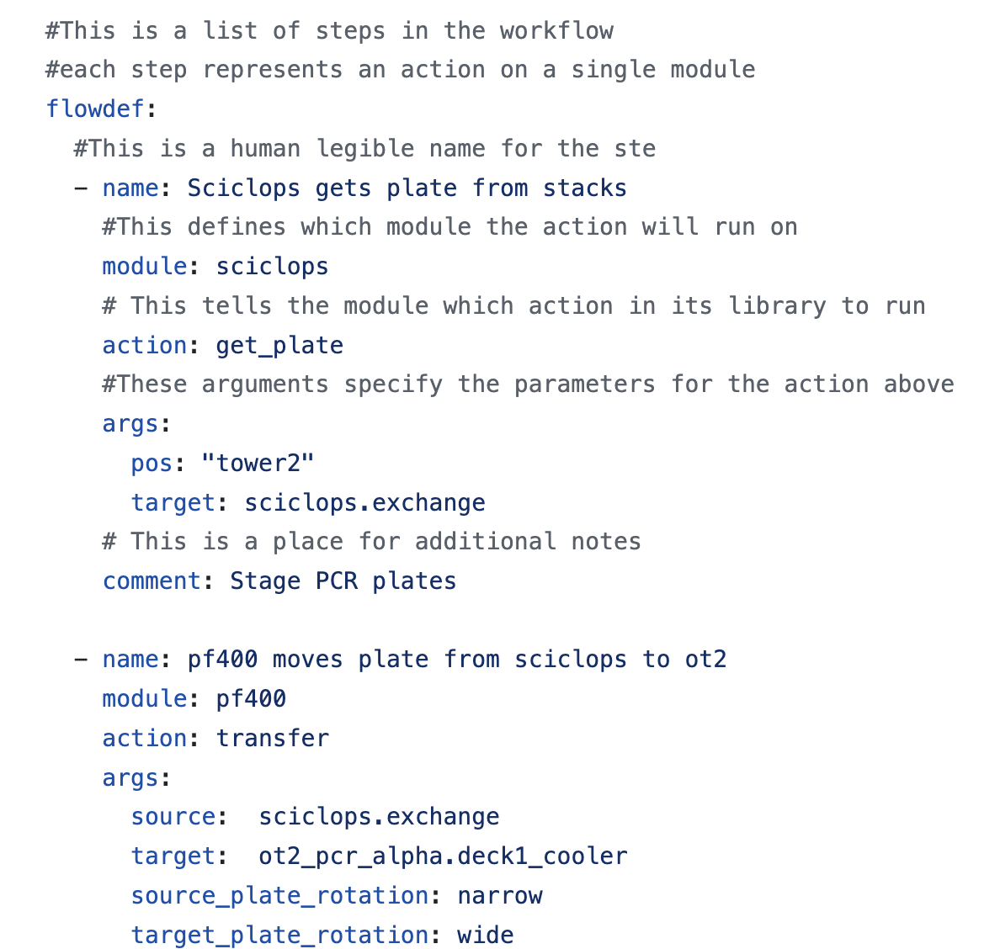 #This is a list of steps in the workflow
#each step represents an action on a single module
flowdef:
  #This is a human legible name for the ste
  - name: Sciclops gets plate from stacks
    #This defines which module the action will run on
    module: sciclops
    # This tells the module which action in its library to run
    action: get_plate
    #These arguments specify the parameters for the action above
    args:
      pos: "tower2"
      target: sciclops.exchange
    # This is a place for additional notes
    comment: Stage PCR plates

  - name: pf400 moves plate from sciclops to ot2
    module: pf400
    action: transfer
    args:
      source:  sciclops.exchange
      target:  ot2_pcr_alpha.deck1_cooler
      source_plate_rotation: narrow
      target_plate_rotation: wide